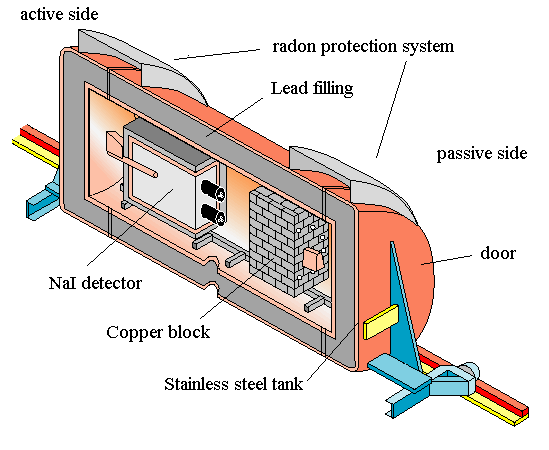 active side
radon protection system
Lead filling
passive side
door
NaI detector
Copper block
Stainless steel tank